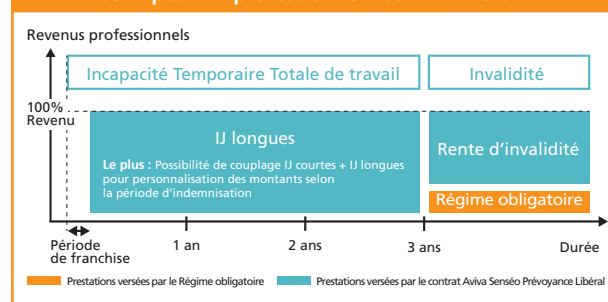 Revenus professionnels
Incapacité Temporaire Totale de travail
Invalidité
100%
Revenu
IJ longues
Le plus : Possibilité de couplage IJ courtes + IJ longues
pour personnalisation des montants selon
la période d'indemnisation
Rente d'invalidité
Régime obligatoire
Période
de franchise
1 an
2 ans
3 ans
Durée
Prestations versées par le Régime obligatoire
Prestations versées par le contrat Aviva Senséo Prévoyance Libéral